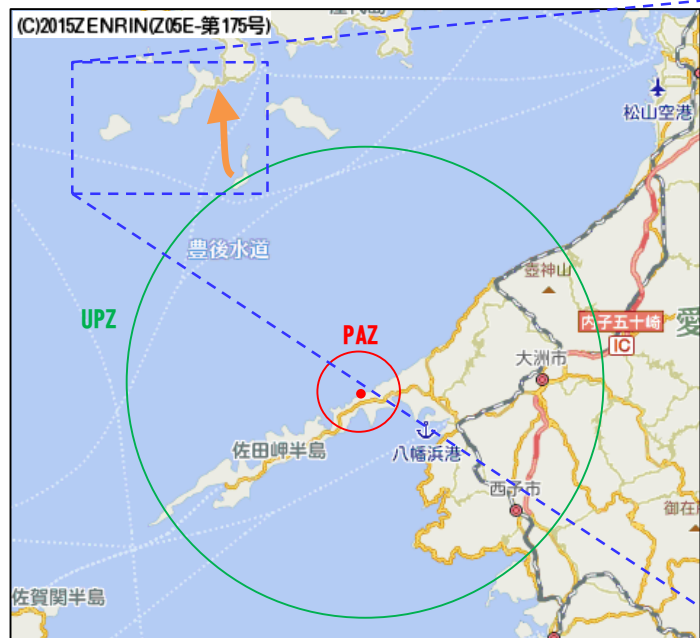 (C)2015ZENRIN(Z05E-第175号)
松山空港
豊後水道
壺神山
UPZ
内子五十崎
IC
愛
PAZ
大洲市
佐田岬半島
八幡浜港
西予市
佐賀関半島